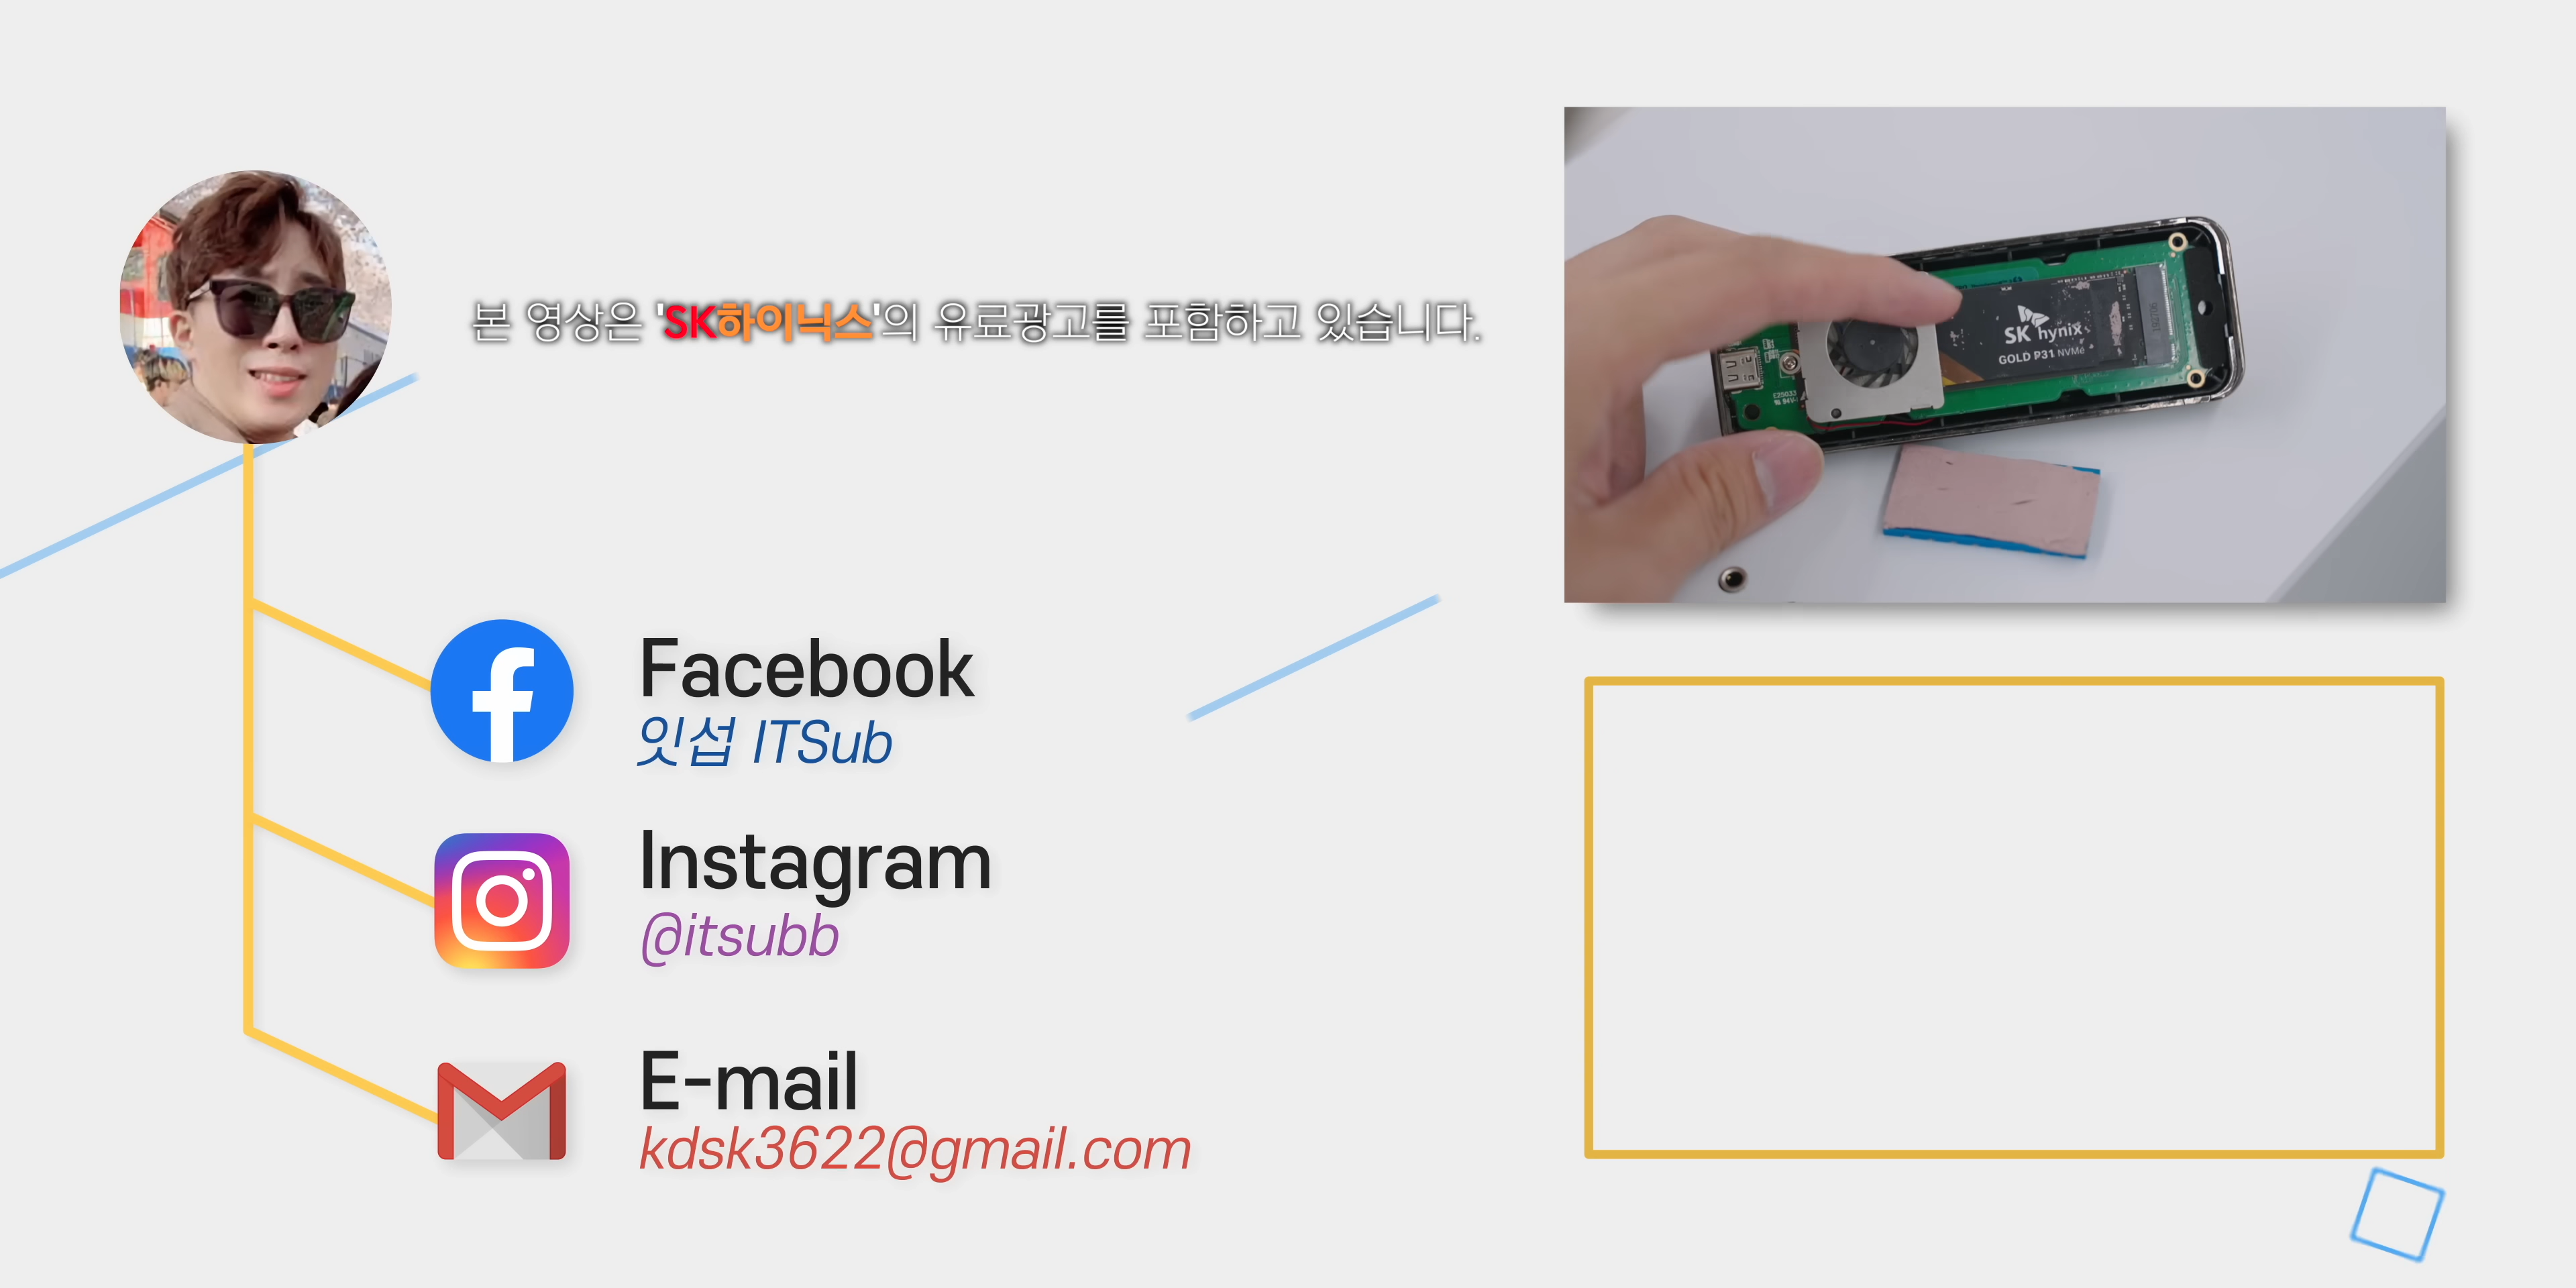 본 영상은 'SK하이닉스'의 유료광고를 포함하고 있습니다.
Facebook
잇섭 ITSub
Instagram
@itsubb
E-mail
kdsk3622@gmail.com
SK hynix
GOLD P31 NVMe